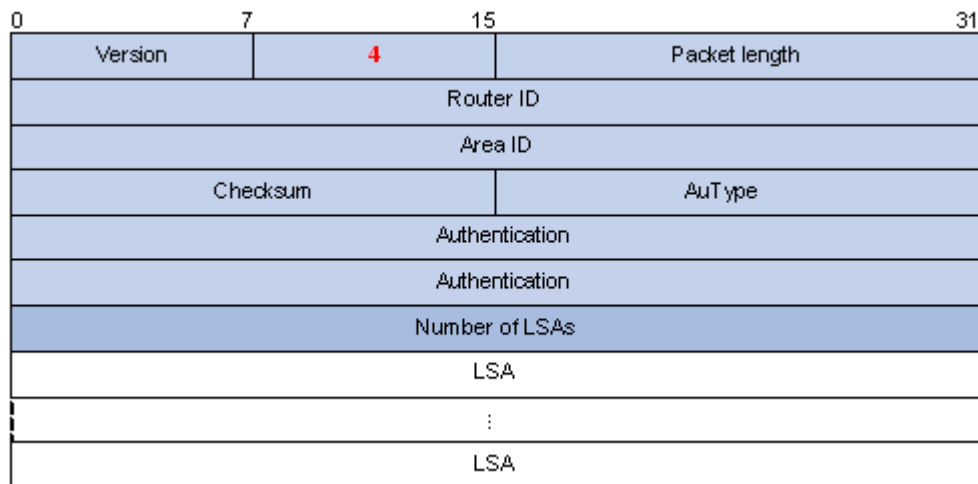 0 7 15 31
Version 4 Packet length
Router ID
Area ID
Checksum AuType
Authentication
Authentication
Number of LSAs
LSA
⋮
LSA